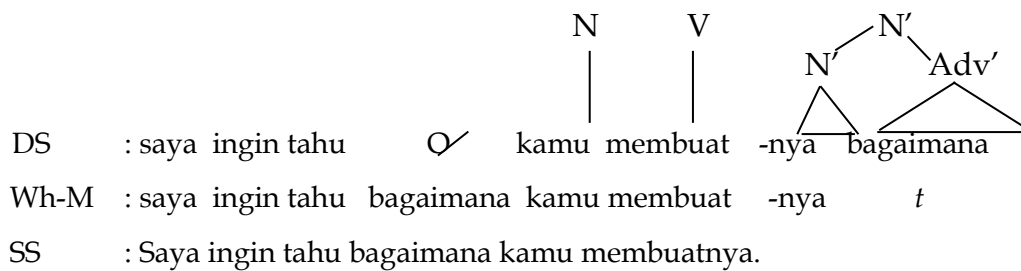 N V N′
N′ Adv′
DS : saya ingin tahu Ø kamu membuat -nya bagaimana
Wh-M : saya ingin tahu bagaimana kamu membuat -nya t
SS : Saya ingin tahu bagaimana kamu membuatnya.